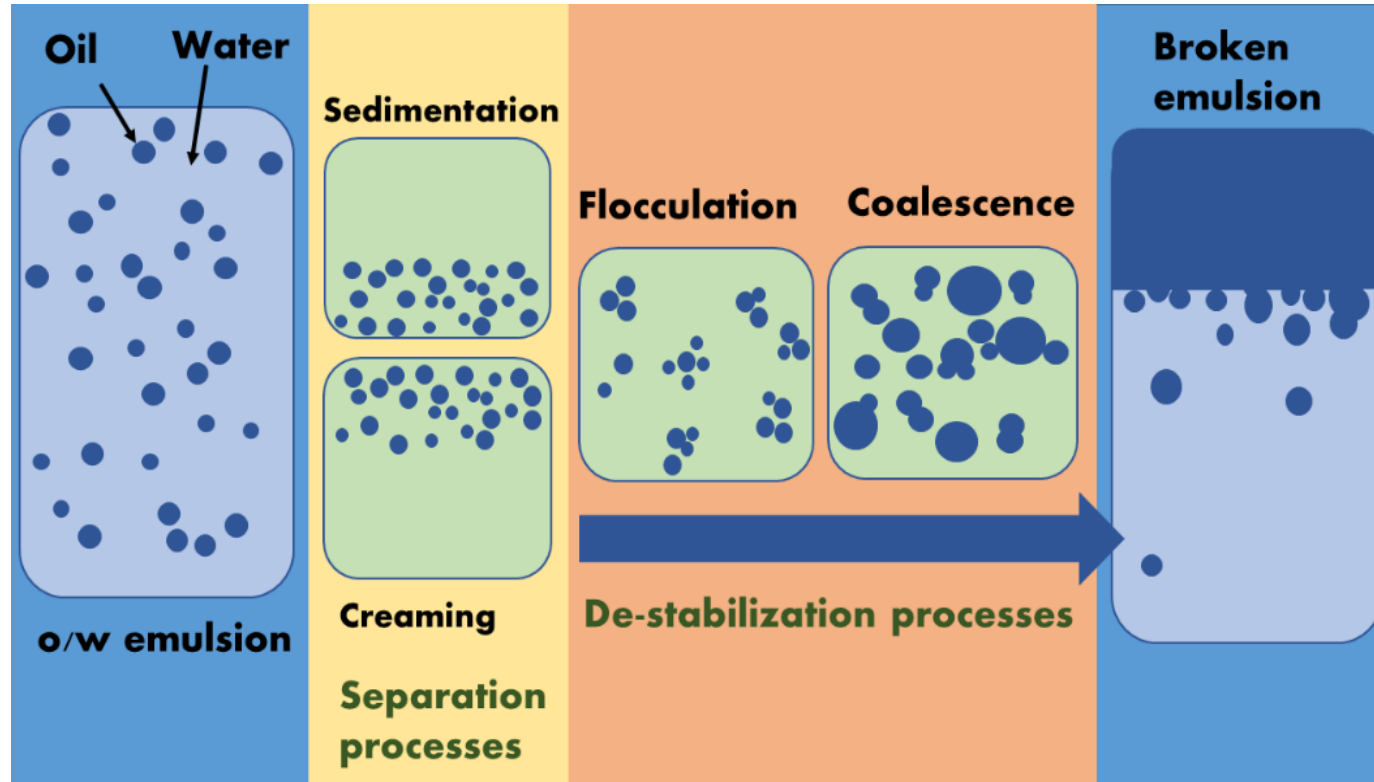 Oil
Water
o/w emulsion
Sedimentation
Creaming
Separation
processes
Flocculation
Coalescence
De-stabilization processes
Broken
emulsion